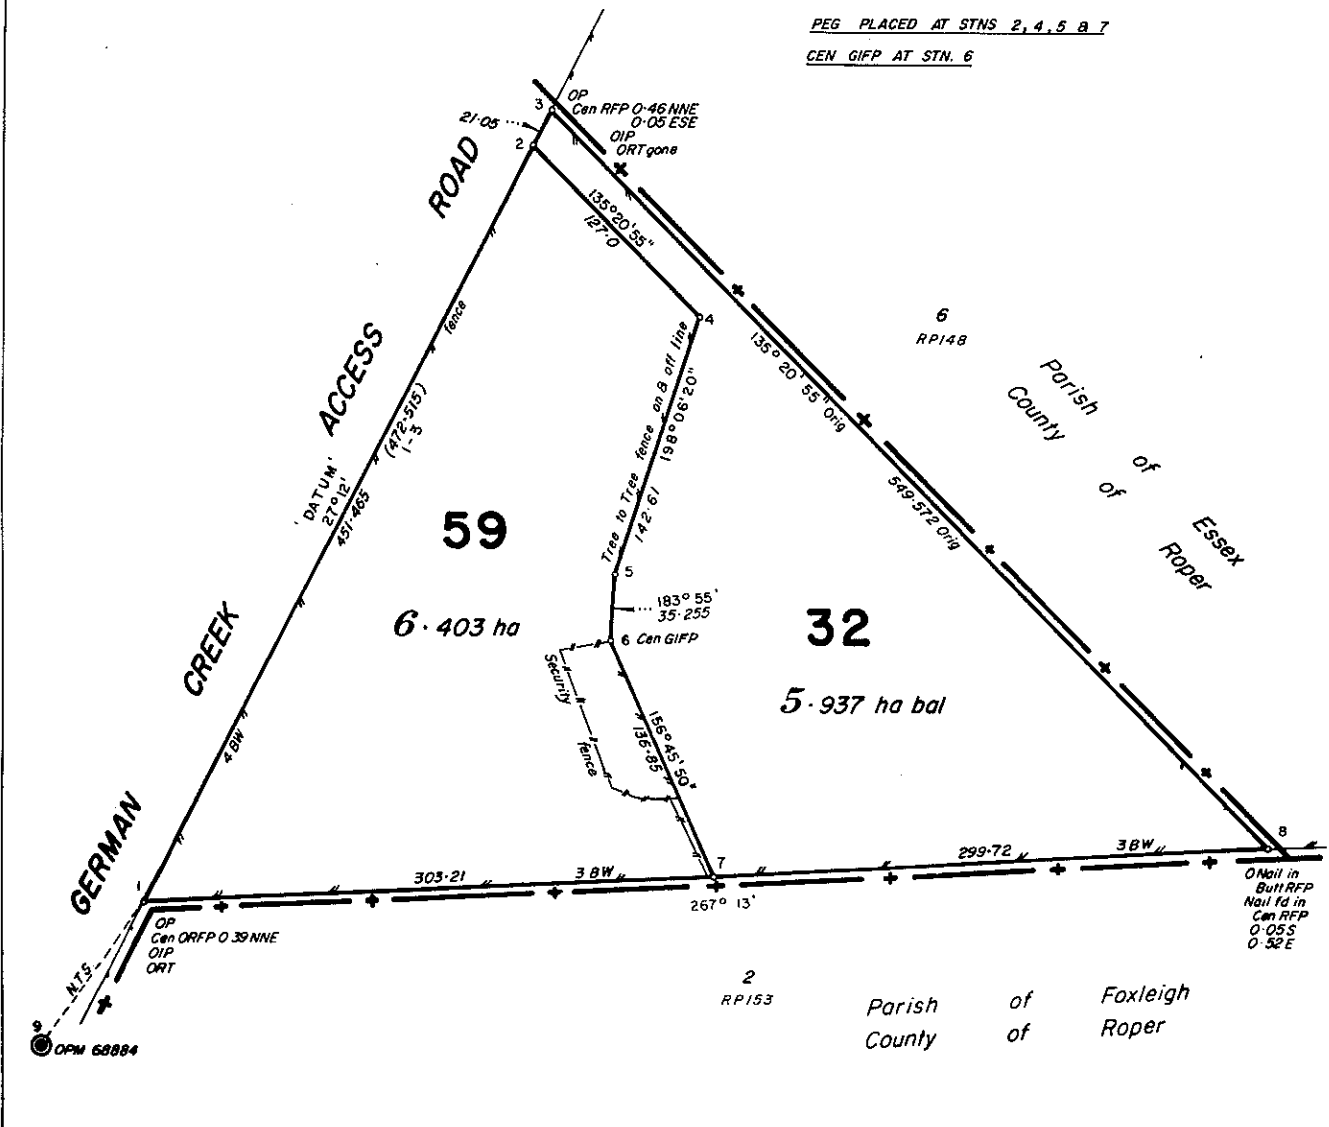 PEG PLACED AT STNS 2, 4, 5 & 7
CEN GIFP AT STN. 6
3
OP
Cen RFP 0·46 NNE
0·05 ESE
OIP
ORT gone
21·05
2
ROAD
135°20'55"
127·0
4
6
RP148
fence
ACCESS
(472·515)
1-3
'DATUM'
27°12'
451·465
Tree to Tree fence on & off line
198°06'20"
142·61
135°20'55" Orig
549·572 Orig
Parish of Essex
County of Roper
59
6·403 ha
5
183°55'
35·255
6 Cen GIFP
32
5·937 ha bal
CREEK
Security
fence
156°45'50"
136·85
4 BW
GERMAN
1
303·21
3 BW
7
299·72
3 BW
8
267° 13'
O Nail in
Butt RFP
Nail fd in
Cen RFP
0·05 S
0·52 E
OP
Cen ORFP 0·39 NNE
OIP
ORT
N.T.S
9
OPM 68884
2
RP153
Parish of Foxleigh
County of Roper